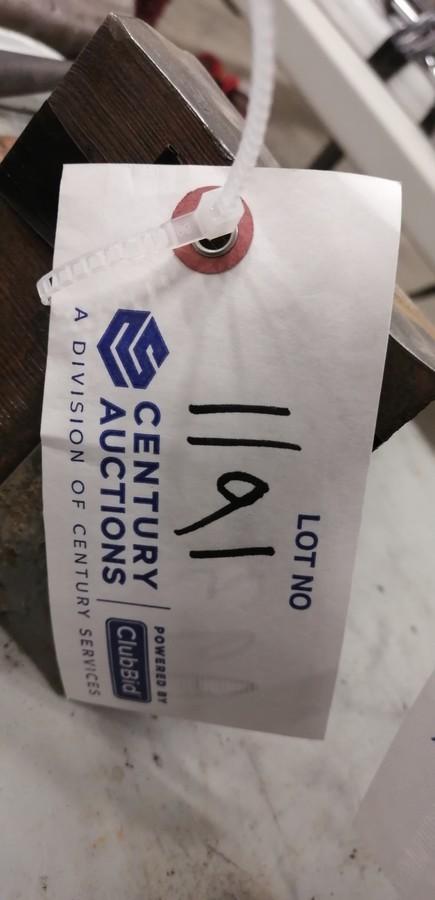 LOT NO
1191
CENTURY
AUCTIONS
POWERED BY
ClubBid
A DIVISION OF CENTURY SERVICES